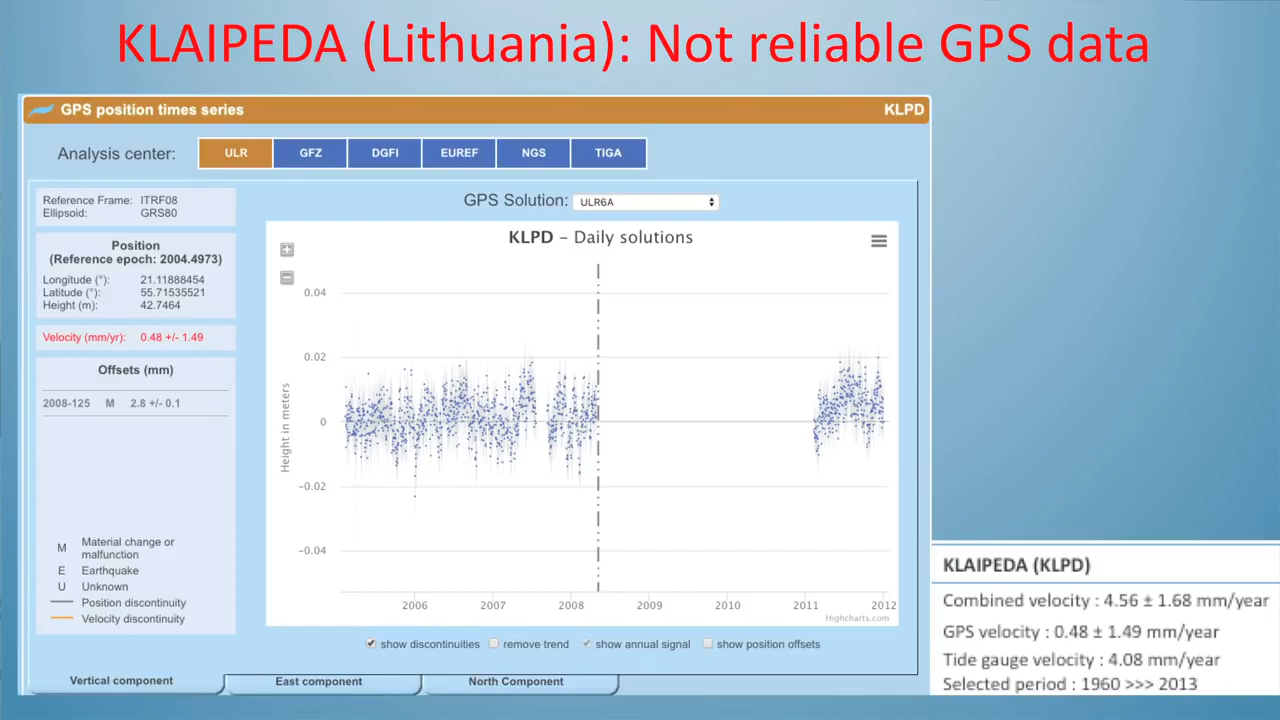 KLAIPEDA (Lithuania): Not reliable GPS data
GPS position times series
KLPD
Analysis center:
ULR
GFZ
DGFI
EUREF
NGS
TIGA
Reference Frame: ITRF08
Ellipsoid: GRS80
Position
(Reference epoch: 2004.4973)
Longitude (°): 21.11888454
Latitude (°): 55.71535521
Height (m): 42.7464
Velocity (mm/yr): 0.48 +/- 1.49
Offsets (mm)
2008-125 M 2.8 +/- 0.1
M Material change or
malfunction
E Earthquake
U Unknown
Position discontinuity
Velocity discontinuity
GPS Solution: ULR6A
KLPD – Daily solutions
Height in meters
0.04
0.02
0
−0.02
−0.04
2006
2007
2008
2009
2010
2011
2012
Highcharts.com
show discontinuities
remove trend
show annual signal
show position offsets
Vertical component
East component
North Component
KLAIPEDA (KLPD)
Combined velocity : 4.56 ± 1.68 mm/year
GPS velocity : 0.48 ± 1.49 mm/year
Tide gauge velocity : 4.08 mm/year
Selected period : 1960 >>> 2013